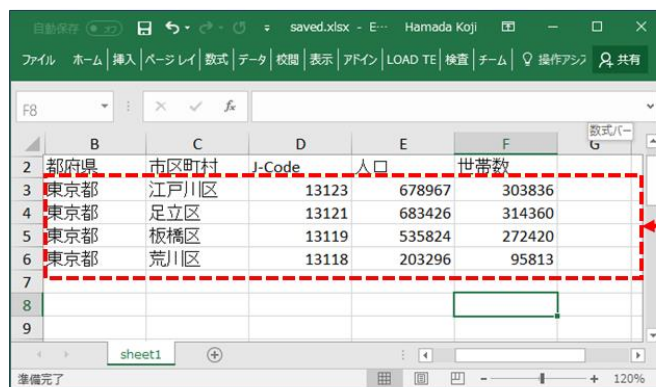 自動保存 オフ saved.xlsx - E… Hamada Koji
ファイル ホーム 挿入 ページ レイ 数式 データ 校閲 表示 アドイン LOAD TE 検査 チーム 操作アシス 共有
F8 fx
数式バー
B C D E F G
2 都府県 市区町村 J-Code 人口 世帯数
3 東京都 江戸川区 13123 678967 303836
4 東京都 足立区 13121 683426 314360
5 東京都 板橋区 13119 535824 272420
6 東京都 荒川区 13118 203296 95813
7
8
9
sheet1
準備完了 120%